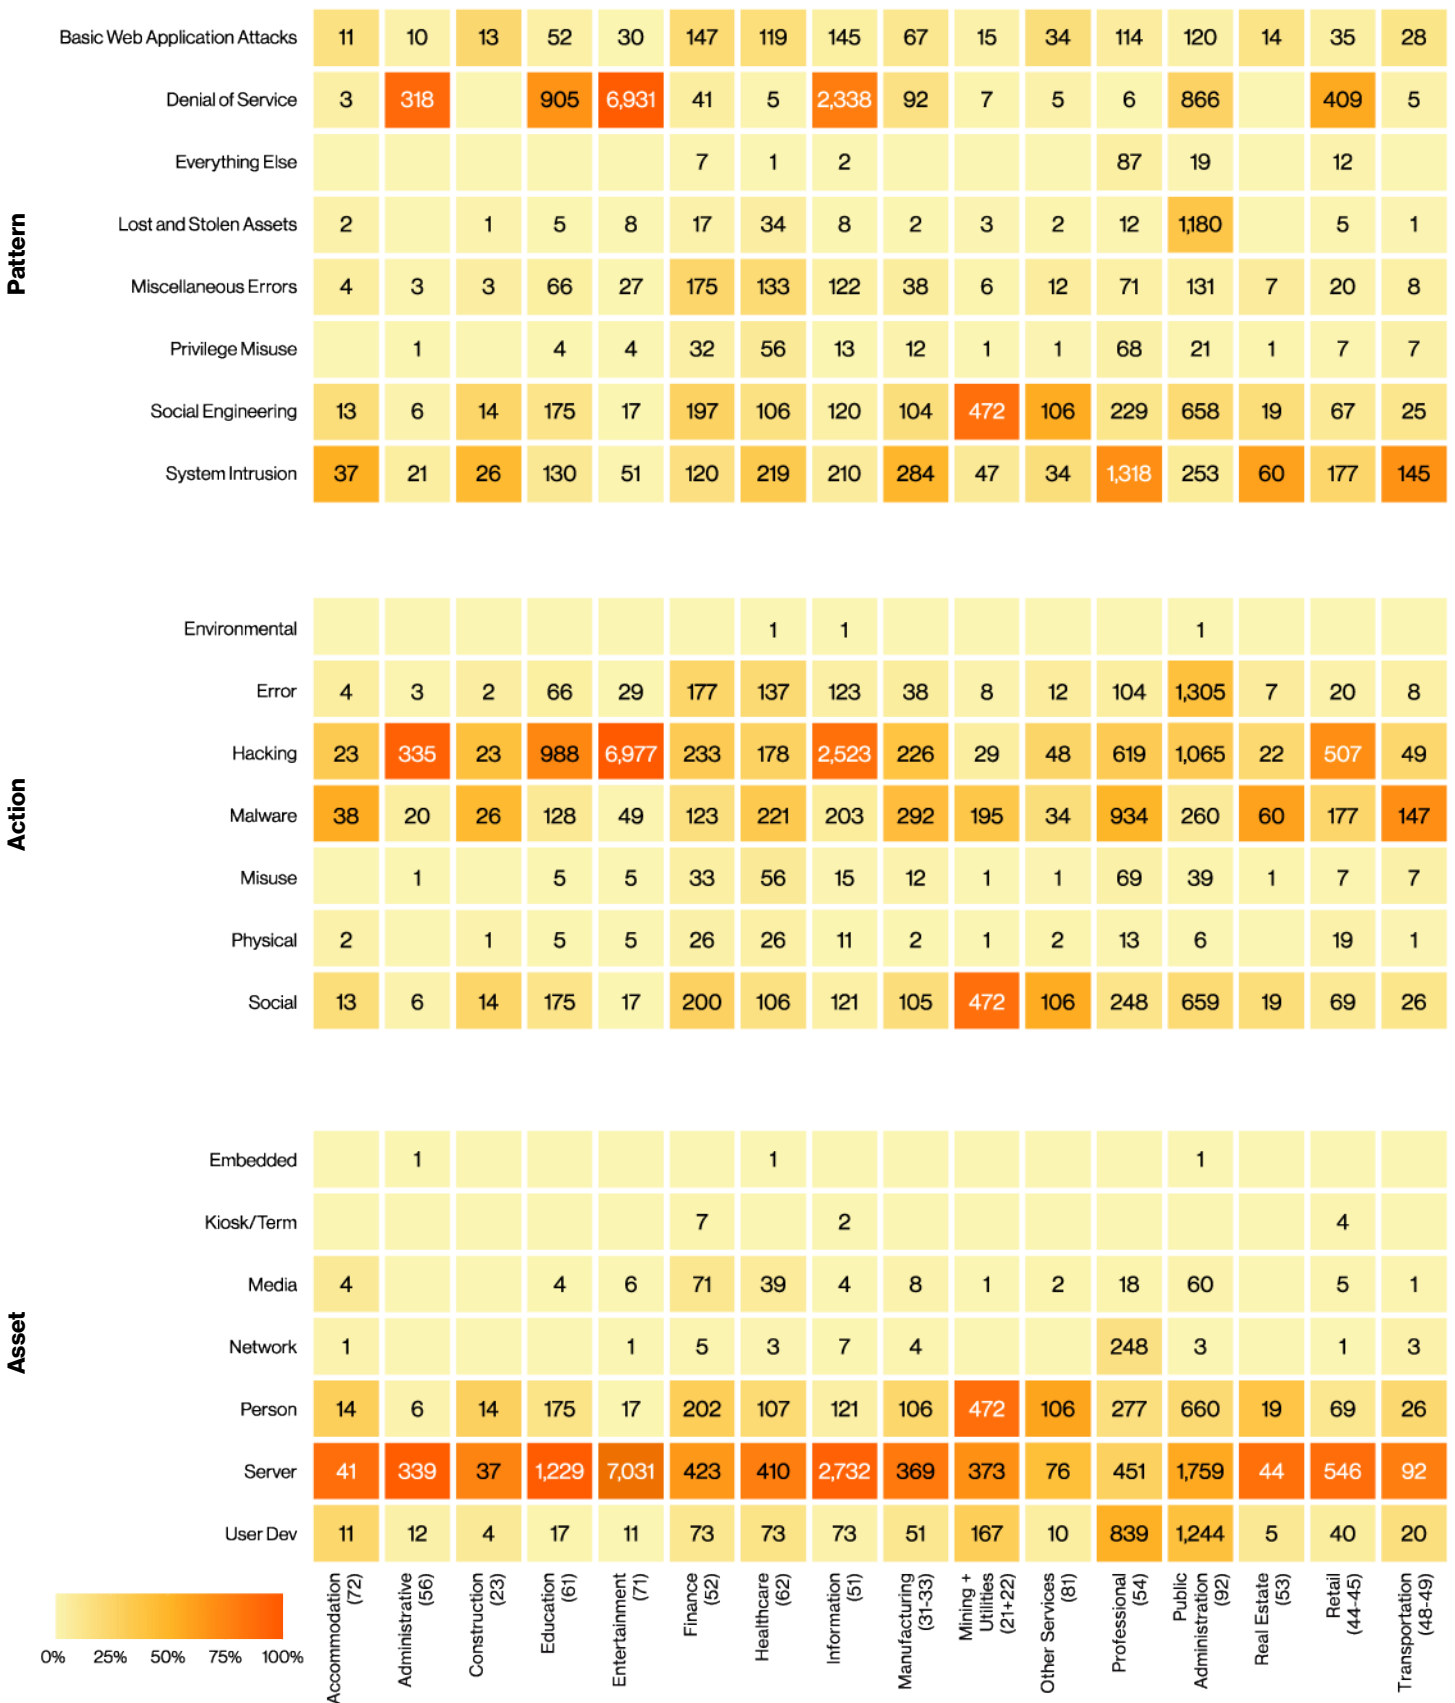 Pattern
Basic Web Application Attacks 11 10 13 52 30 147 119 145 67 15 34 114 120 14 35 28
Denial of Service 3 318 905 6,931 41 5 2,338 92 7 5 6 866 409 5
Everything Else 7 1 2 87 19 12
Lost and Stolen Assets 2 1 5 8 17 34 8 2 3 2 12 1,180 5 1
Miscellaneous Errors 4 3 3 66 27 175 133 122 38 6 12 71 131 7 20 8
Privilege Misuse 1 4 4 32 56 13 12 1 1 68 21 1 7 7
Social Engineering 13 6 14 175 17 197 106 120 104 472 106 229 658 19 67 25
System Intrusion 37 21 26 130 51 120 219 210 284 47 34 1,318 253 60 177 145
Action
Environmental 1 1 1
Error 4 3 2 66 29 177 137 123 38 8 12 104 1,305 7 20 8
Hacking 23 335 23 988 6,977 233 178 2,523 226 29 48 619 1,065 22 507 49
Malware 38 20 26 128 49 123 221 203 292 195 34 934 260 60 177 147
Misuse 1 5 5 33 56 15 12 1 1 69 39 1 7 7
Physical 2 1 5 5 26 26 11 2 1 2 13 6 19 1
Social 13 6 14 175 17 200 106 121 105 472 106 248 659 19 69 26
Asset
Embedded 1 1 1
Kiosk/Term 7 2 4
Media 4 4 6 71 39 4 8 1 2 18 60 5 1
Network 1 1 5 3 7 4 248 3 1 3
Person 14 6 14 175 17 202 107 121 106 472 106 277 660 19 69 26
Server 41 339 37 1,229 7,031 423 410 2,732 369 373 76 451 1,759 44 546 92
User Dev 11 12 4 17 11 73 73 73 51 167 10 839 1,244 5 40 20
Accommodation
(72)
Administrative
(56)
Construction
(23)
Education
(61)
Entertainment
(71)
Finance
(52)
Healthcare
(62)
Information
(51)
Manufacturing
(31-33)
Mining +
Utilities
(21+22)
Other Services
(81)
Professional
(54)
Public
Administration
(92)
Real Estate
(53)
Retail
(44-45)
Transportation
(48-49)
0% 25% 50% 75% 100%